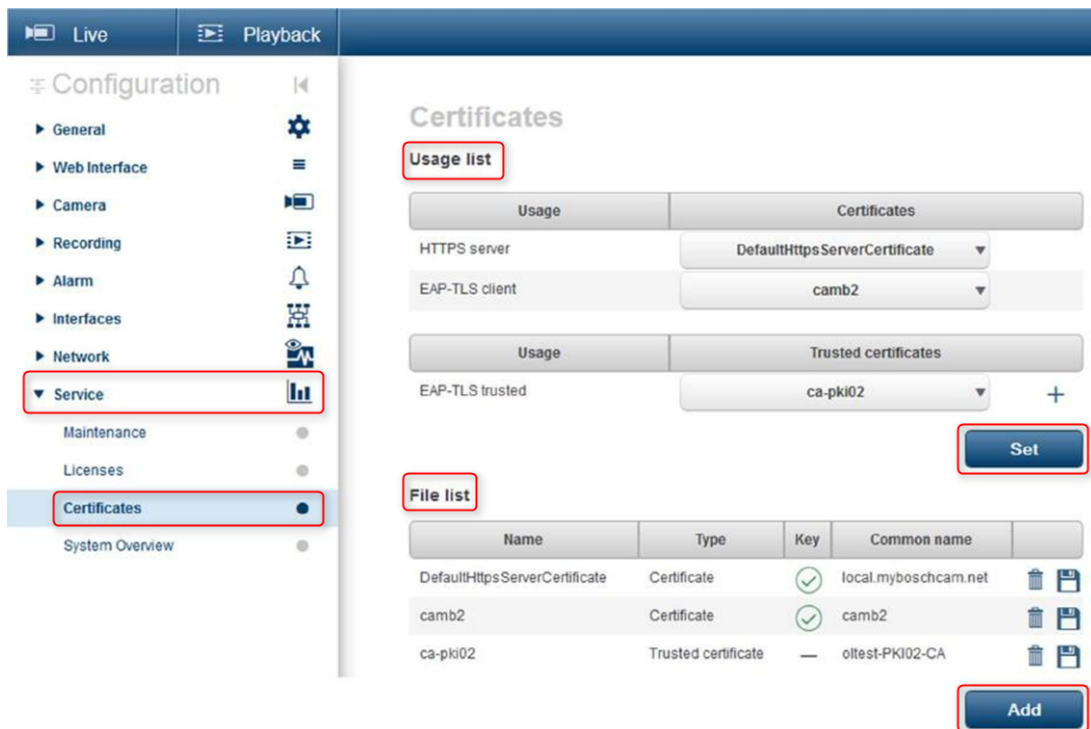 Live Playback
Configuration
General
Web Interface
Camera
Recording
Alarm
Interfaces
Network
Service
Maintenance
Licenses
Certificates
System Overview
Certificates
Usage list
Usage Certificates
HTTPS server DefaultHttpsServerCertificate
EAP-TLS client camb2
Usage Trusted certificates
EAP-TLS trusted ca-pki02
Set
File list
Name Type Key Common name
DefaultHttpsServerCertificate Certificate local.myboschcam.net
camb2 Certificate camb2
ca-pki02 Trusted certificate — oltest-PKI02-CA
Add